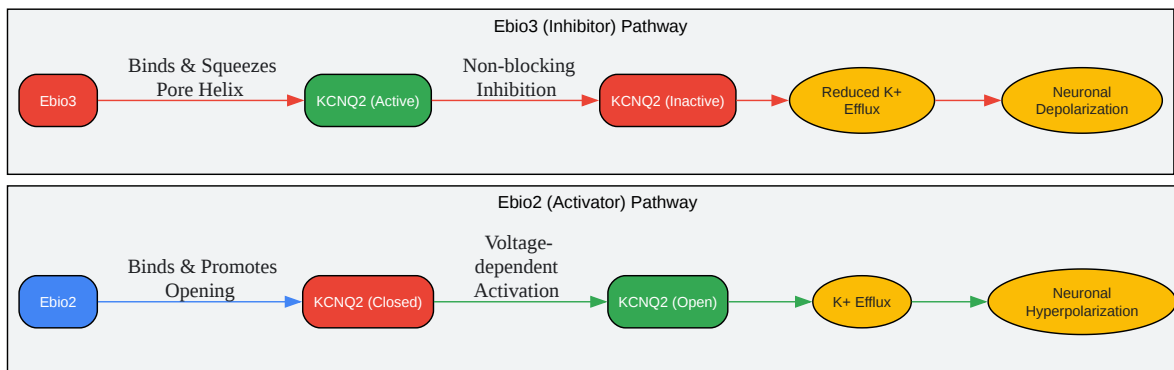 Ebio3 (Inhibitor) Pathway
Ebio3
Binds & Squeezes
Pore Helix
KCNQ2 (Active)
Non-blocking
Inhibition
KCNQ2 (Inactive)
Reduced K+
Efflux
Neuronal
Depolarization
Ebio2 (Activator) Pathway
Ebio2
Binds & Promotes
Opening
KCNQ2 (Closed)
Voltage-
dependent
Activation
KCNQ2 (Open)
K+ Efflux
Neuronal
Hyperpolarization